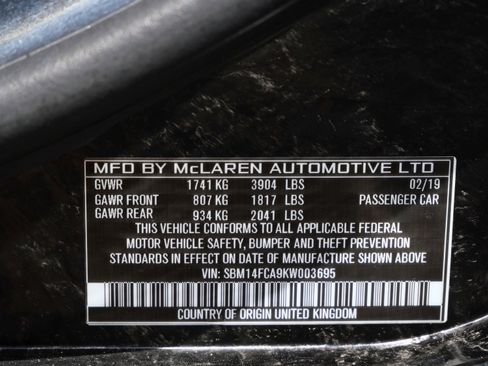 MFD BY McLAREN AUTOMOTIVE LTD
GVWR 1741 KG 3904 LBS 02/19
GAWR FRONT 807 KG 1817 LBS PASSENGER CAR
GAWR REAR 934 KG 2041 LBS
THIS VEHICLE CONFORMS TO ALL APPLICABLE FEDERAL
MOTOR VEHICLE SAFETY, BUMPER AND THEFT PREVENTION
STANDARDS IN EFFECT ON DATE OF MANUFACTURE SHOWN ABOVE
VIN: SBM14FCA9KW003695
COUNTRY OF ORIGIN UNITED KINGDOM